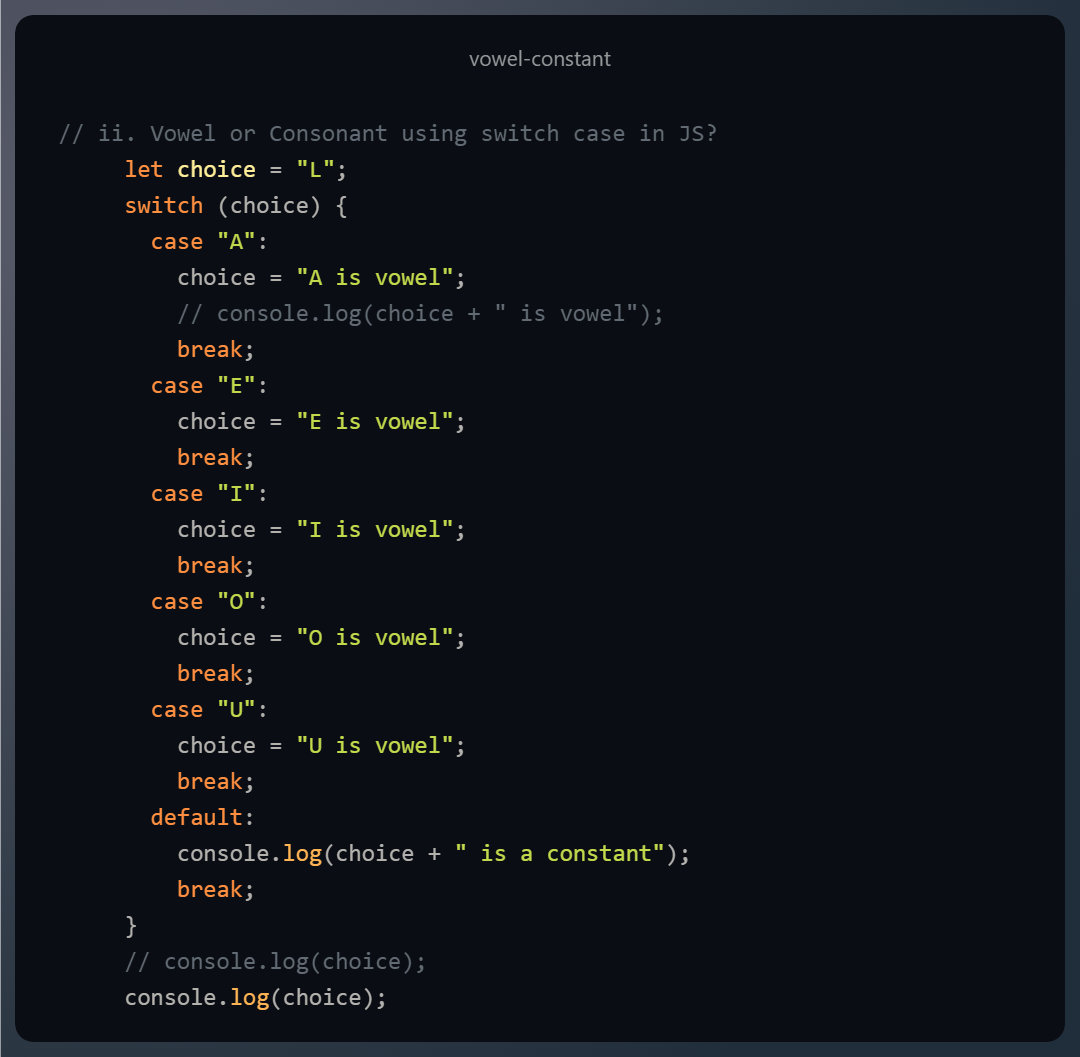 vowel-constant
// ii. Vowel or Consonant using switch case in JS?
let choice = "L";
switch (choice) {
case "A":
choice = "A is vowel";
// console.log(choice + " is vowel");
break;
case "E":
choice = "E is vowel";
break;
case "I":
choice = "I is vowel";
break;
case "O":
choice = "O is vowel";
break;
case "U":
choice = "U is vowel";
break;
default:
console.log(choice + " is a constant");
break;
}
// console.log(choice);
console.log(choice);